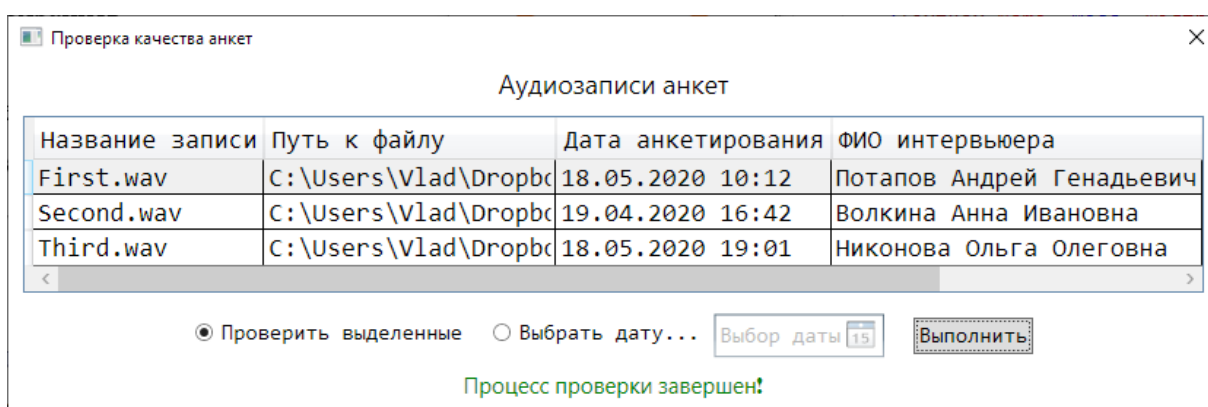 Проверка качества анкет
Аудиозаписи анкет
Название записи Путь к файлу Дата анкетирования ФИО интервьюера
First.wav C:\Users\Vlad\Dropbo 18.05.2020 10:12 Потапов Андрей Генадьевич
Second.wav C:\Users\Vlad\Dropbo 19.04.2020 16:42 Волкина Анна Ивановна
Third.wav C:\Users\Vlad\Dropbo 18.05.2020 19:01 Никонова Ольга Олеговна
Проверить выделенные Выбрать дату... Выбор даты 15 Выполнить
Процесс проверки завершен!